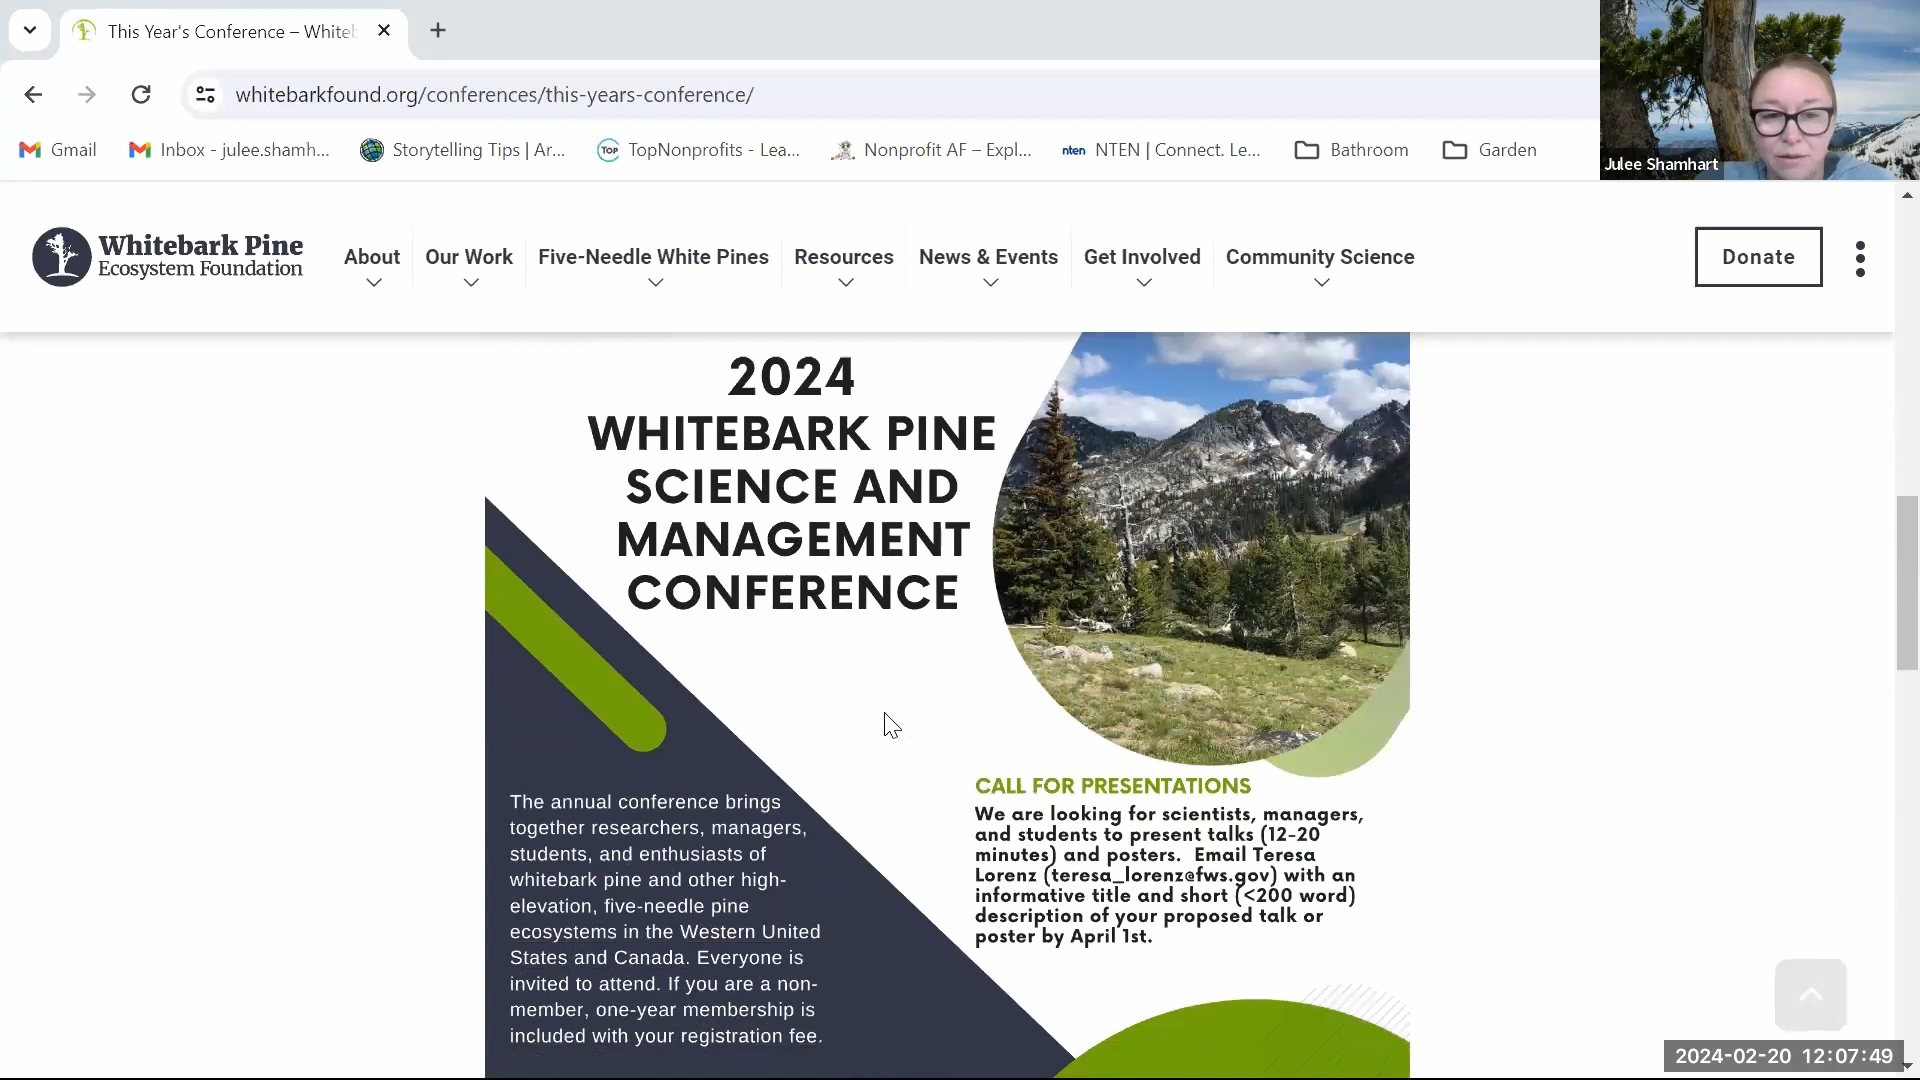 This Year's Conference – Whiteb
whitebarkfound.org/conferences/this-years-conference/
Gmail
Inbox - julee.shamh...
Storytelling Tips | Ar...
TOP
TopNonprofits - Lea...
Nonprofit AF – Expl...
nten
NTEN | Connect. Le...
Bathroom
Garden
Julee Shamhart
Whitebark Pine
Ecosystem Foundation
About
Our Work
Five-Needle White Pines
Resources
News & Events
Get Involved
Community Science
Donate
2024
WHITEBARK PINE
SCIENCE AND
MANAGEMENT
CONFERENCE
The annual conference brings
together researchers, managers,
students, and enthusiasts of
whitebark pine and other high-
elevation, five-needle pine
ecosystems in the Western United
States and Canada. Everyone is
invited to attend. If you are a non-
member, one-year membership is
included with your registration fee.
CALL FOR PRESENTATIONS
We are looking for scientists, managers,
and students to present talks (12-20
minutes) and posters. Email Teresa
Lorenz (teresa_lorenz@fws.gov) with an
informative title and short (<200 word)
description of your proposed talk or
poster by April 1st.
2024-02-20 12:07:49